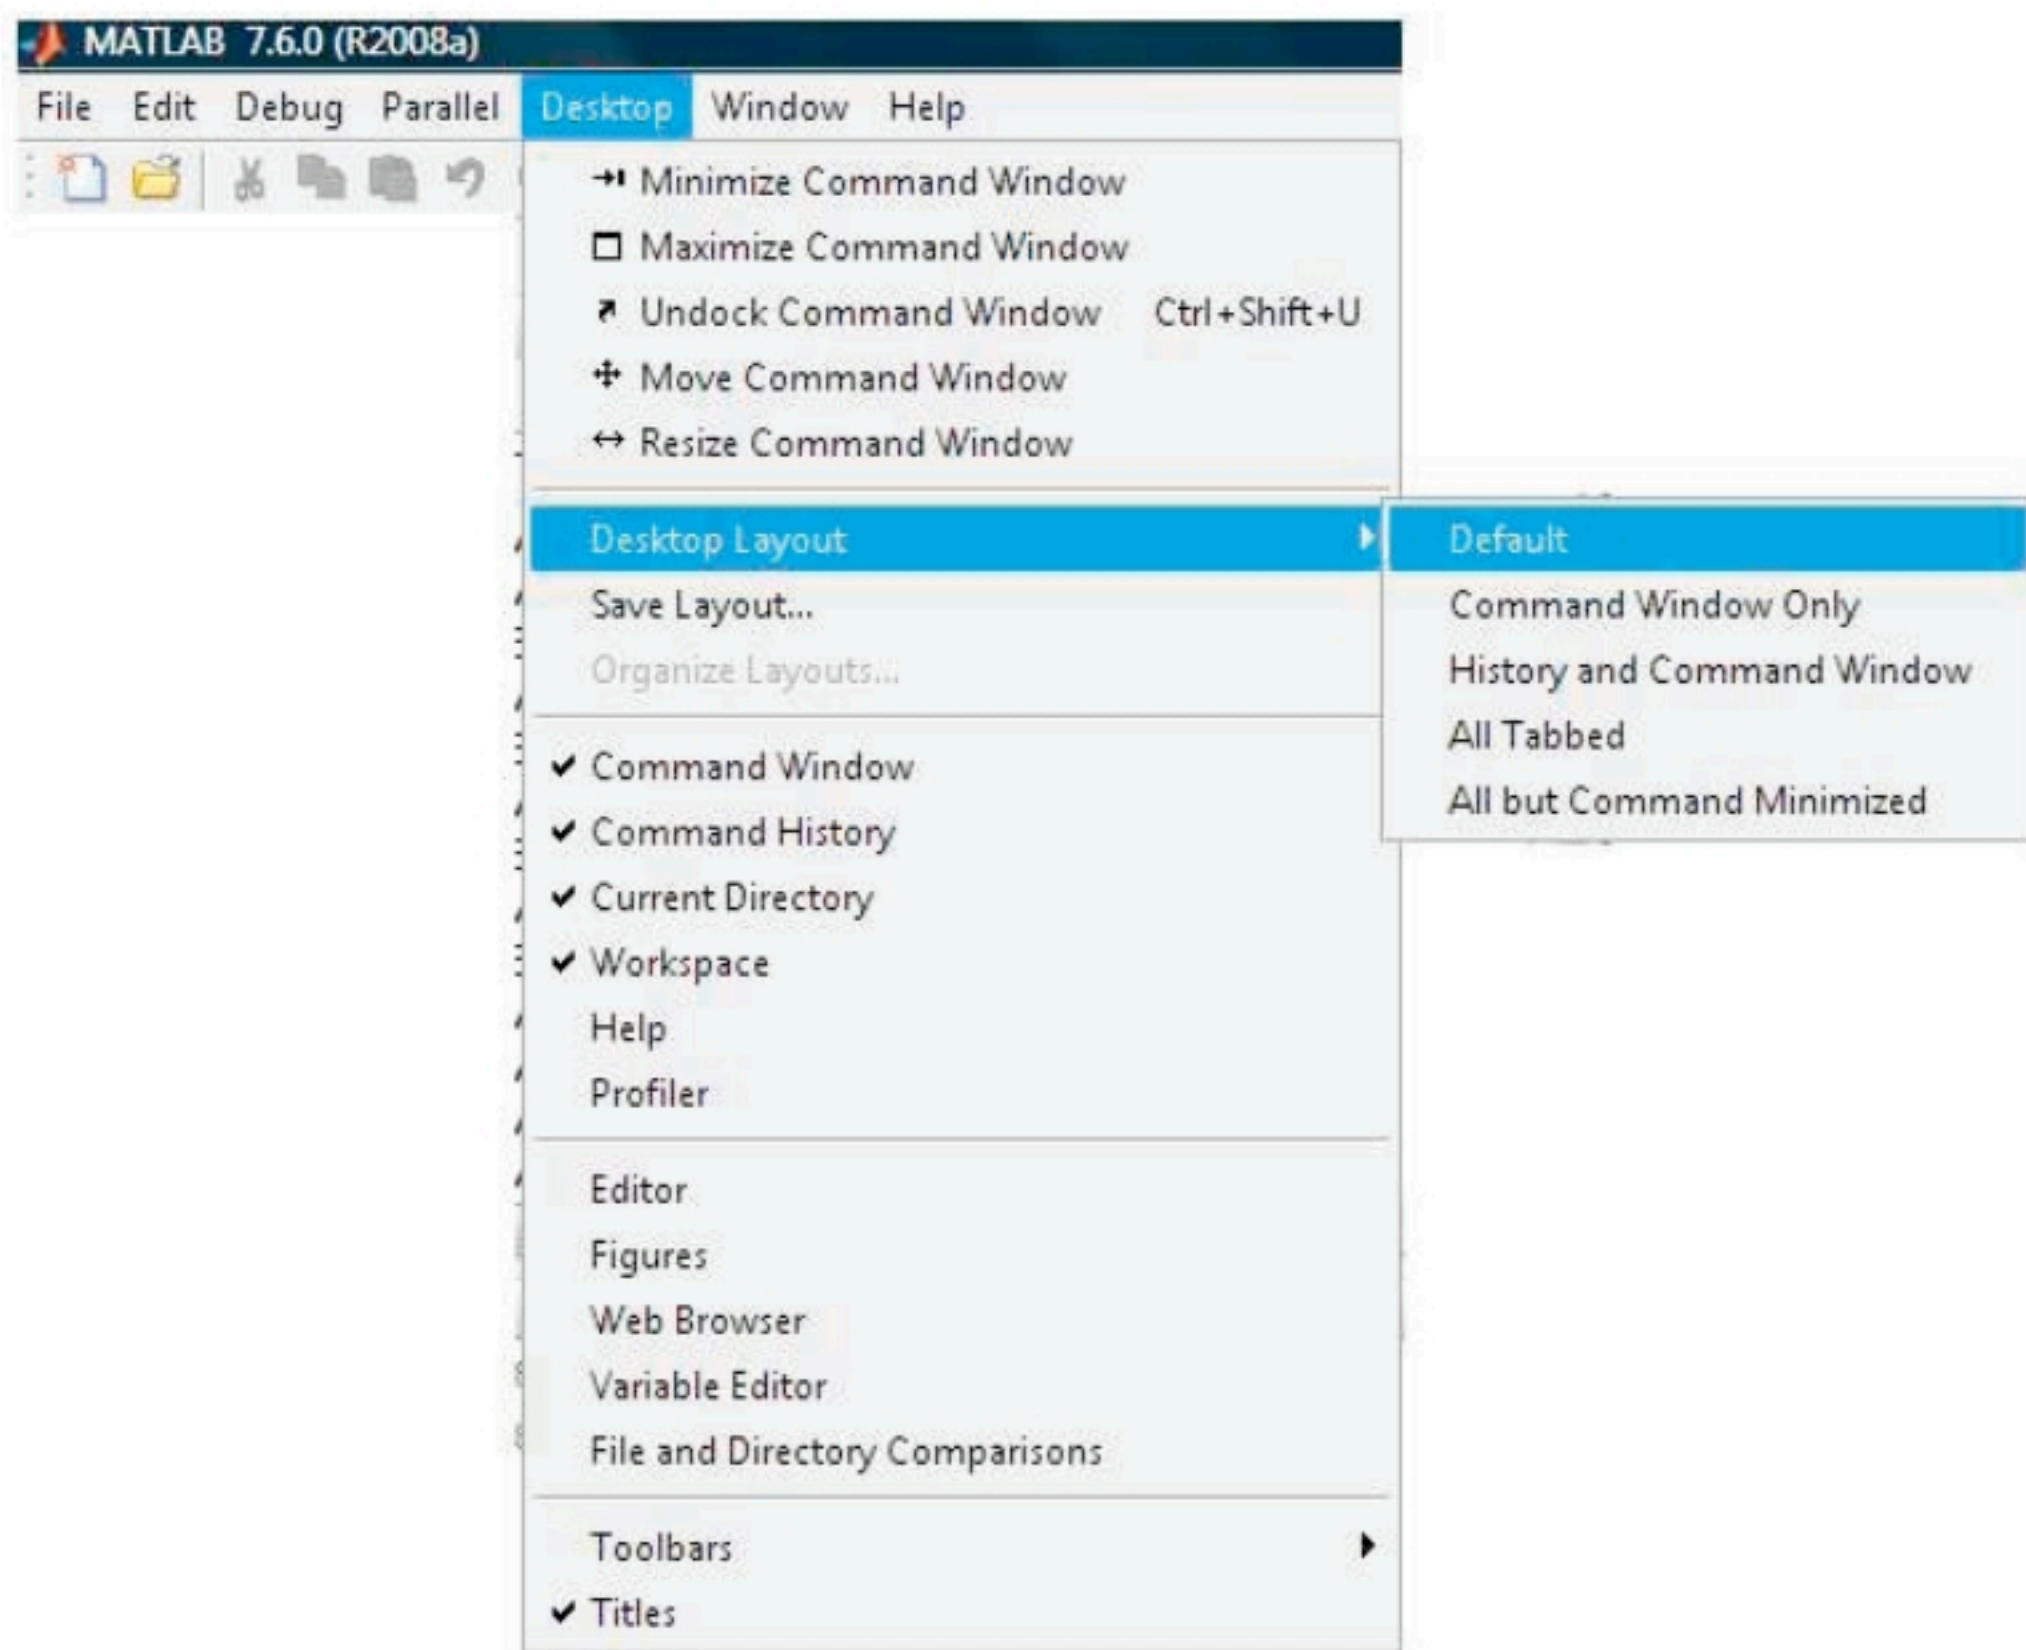 MATLAB 7.6.0 (R2008a)
File Edit Debug Parallel Desktop Window Help
Minimize Command Window
Maximize Command Window
Undock Command Window Ctrl+Shift+U
Move Command Window
Resize Command Window
Desktop Layout
Save Layout...
Organize Layouts...
Command Window
Command History
Current Directory
Workspace
Help
Profiler
Editor
Figures
Web Browser
Variable Editor
File and Directory Comparisons
Toolbars
Titles
Default
Command Window Only
History and Command Window
All Tabbed
All but Command Minimized